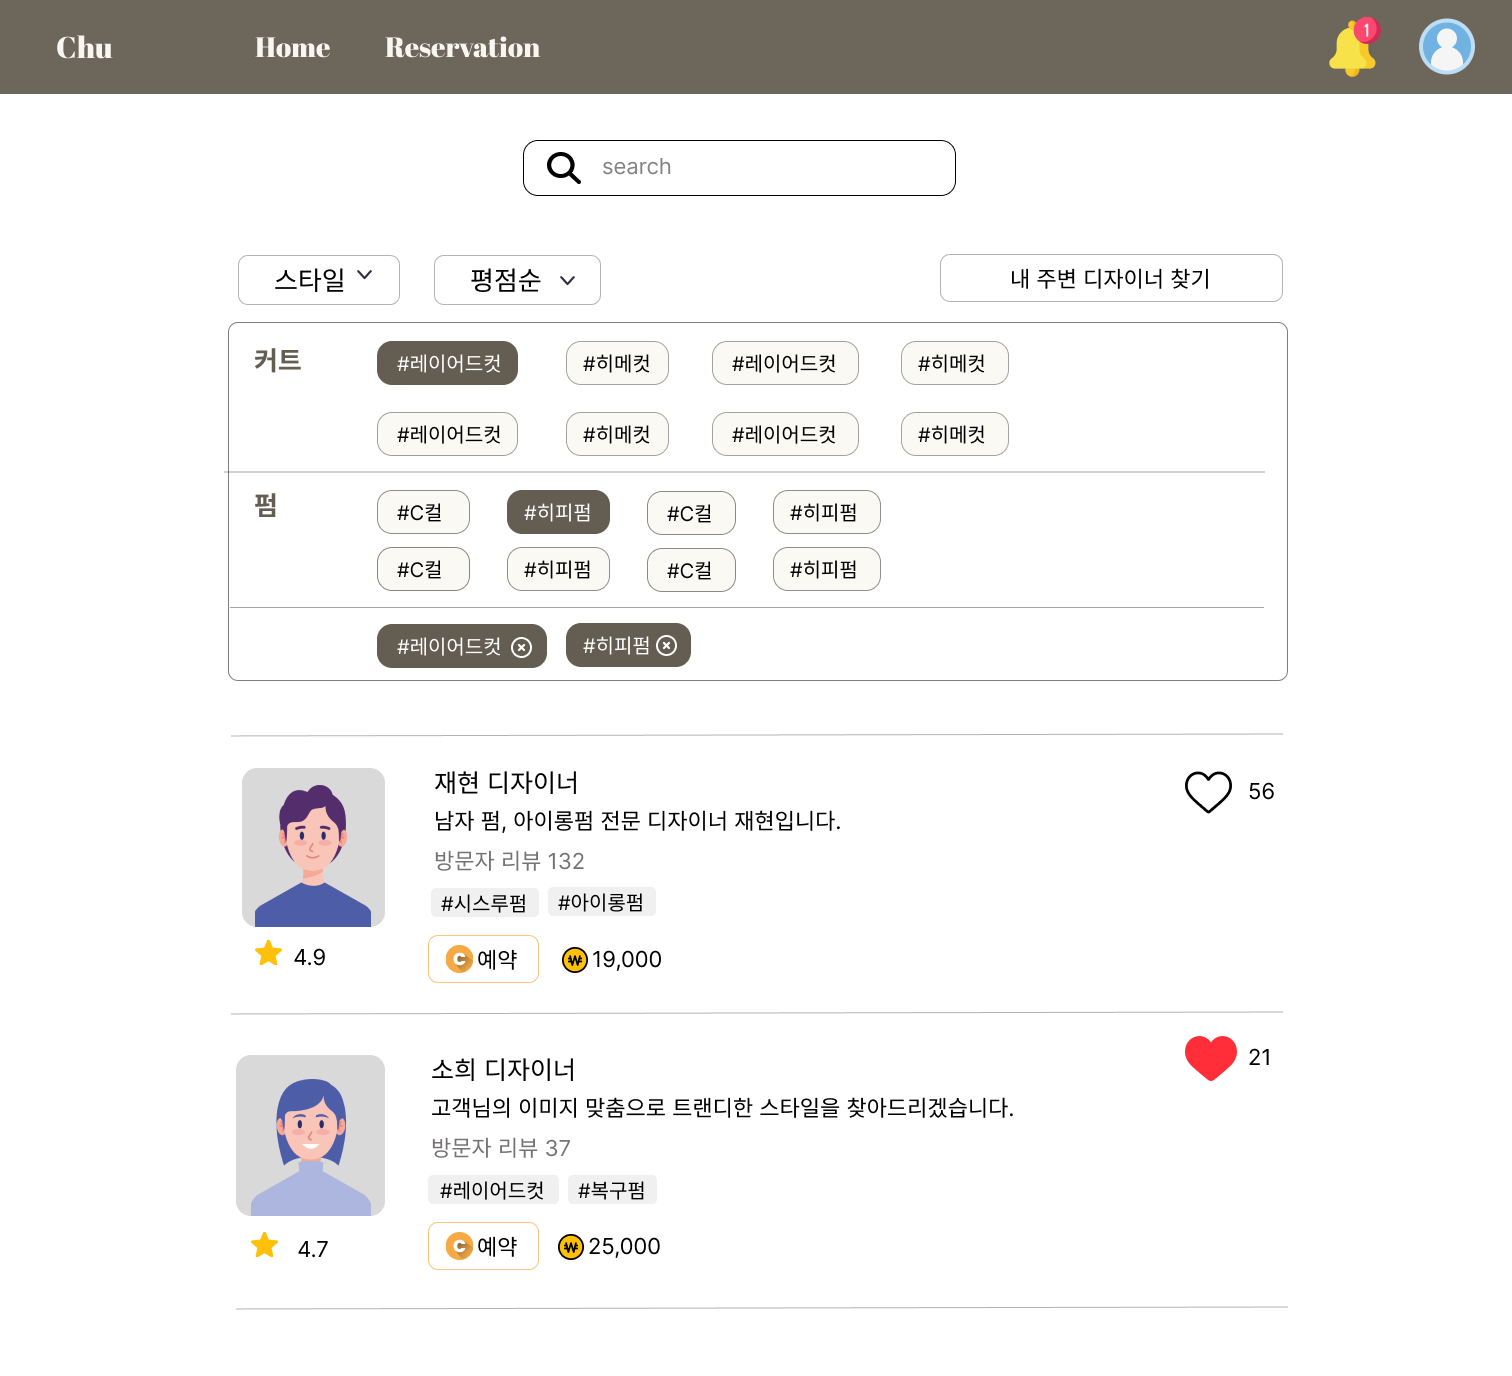 Chu Home Reservation 1
search
스타일 평점순 내 주변 디자이너 찾기
커트 #레이어드컷 #히메컷 #레이어드컷 #히메컷
#레이어드컷 #히메컷 #레이어드컷 #히메컷
펌 #C컬 #히피펌 #C컬 #히피펌
#C컬 #히피펌 #C컬 #히피펌
#레이어드컷 #히피펌
재현 디자이너 56
남자 펌, 아이롱펌 전문 디자이너 재현입니다.
방문자 리뷰 132
#시스루펌 #아이롱펌
4.9 C 예약 ₩ 19,000
소희 디자이너 21
고객님의 이미지 맞춤으로 트랜디한 스타일을 찾아드리겠습니다.
방문자 리뷰 37
#레이어드컷 #복구펌
4.7 C 예약 ₩ 25,000